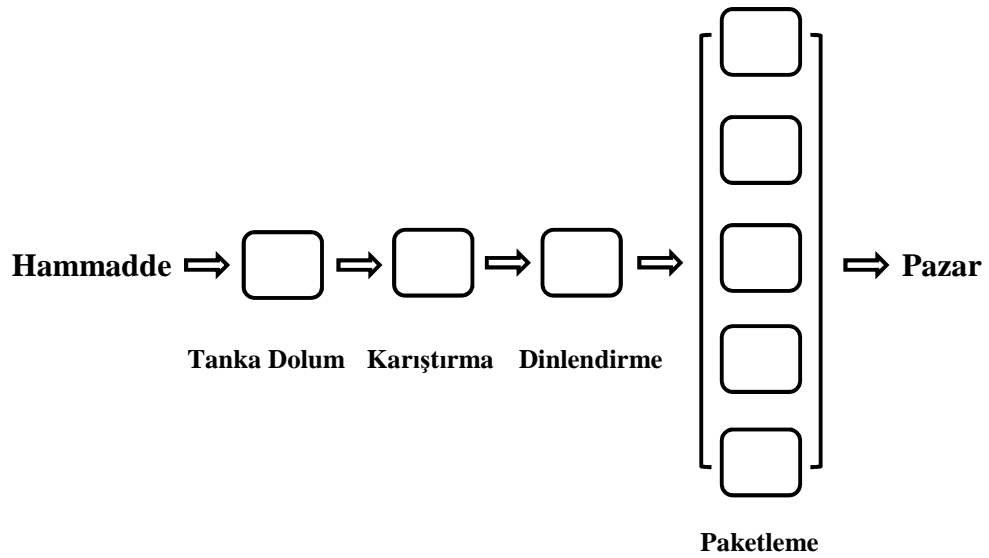 Hammadde
Pazar
Tanka Dolum
Karıştırma
Dinlendirme
Paketleme